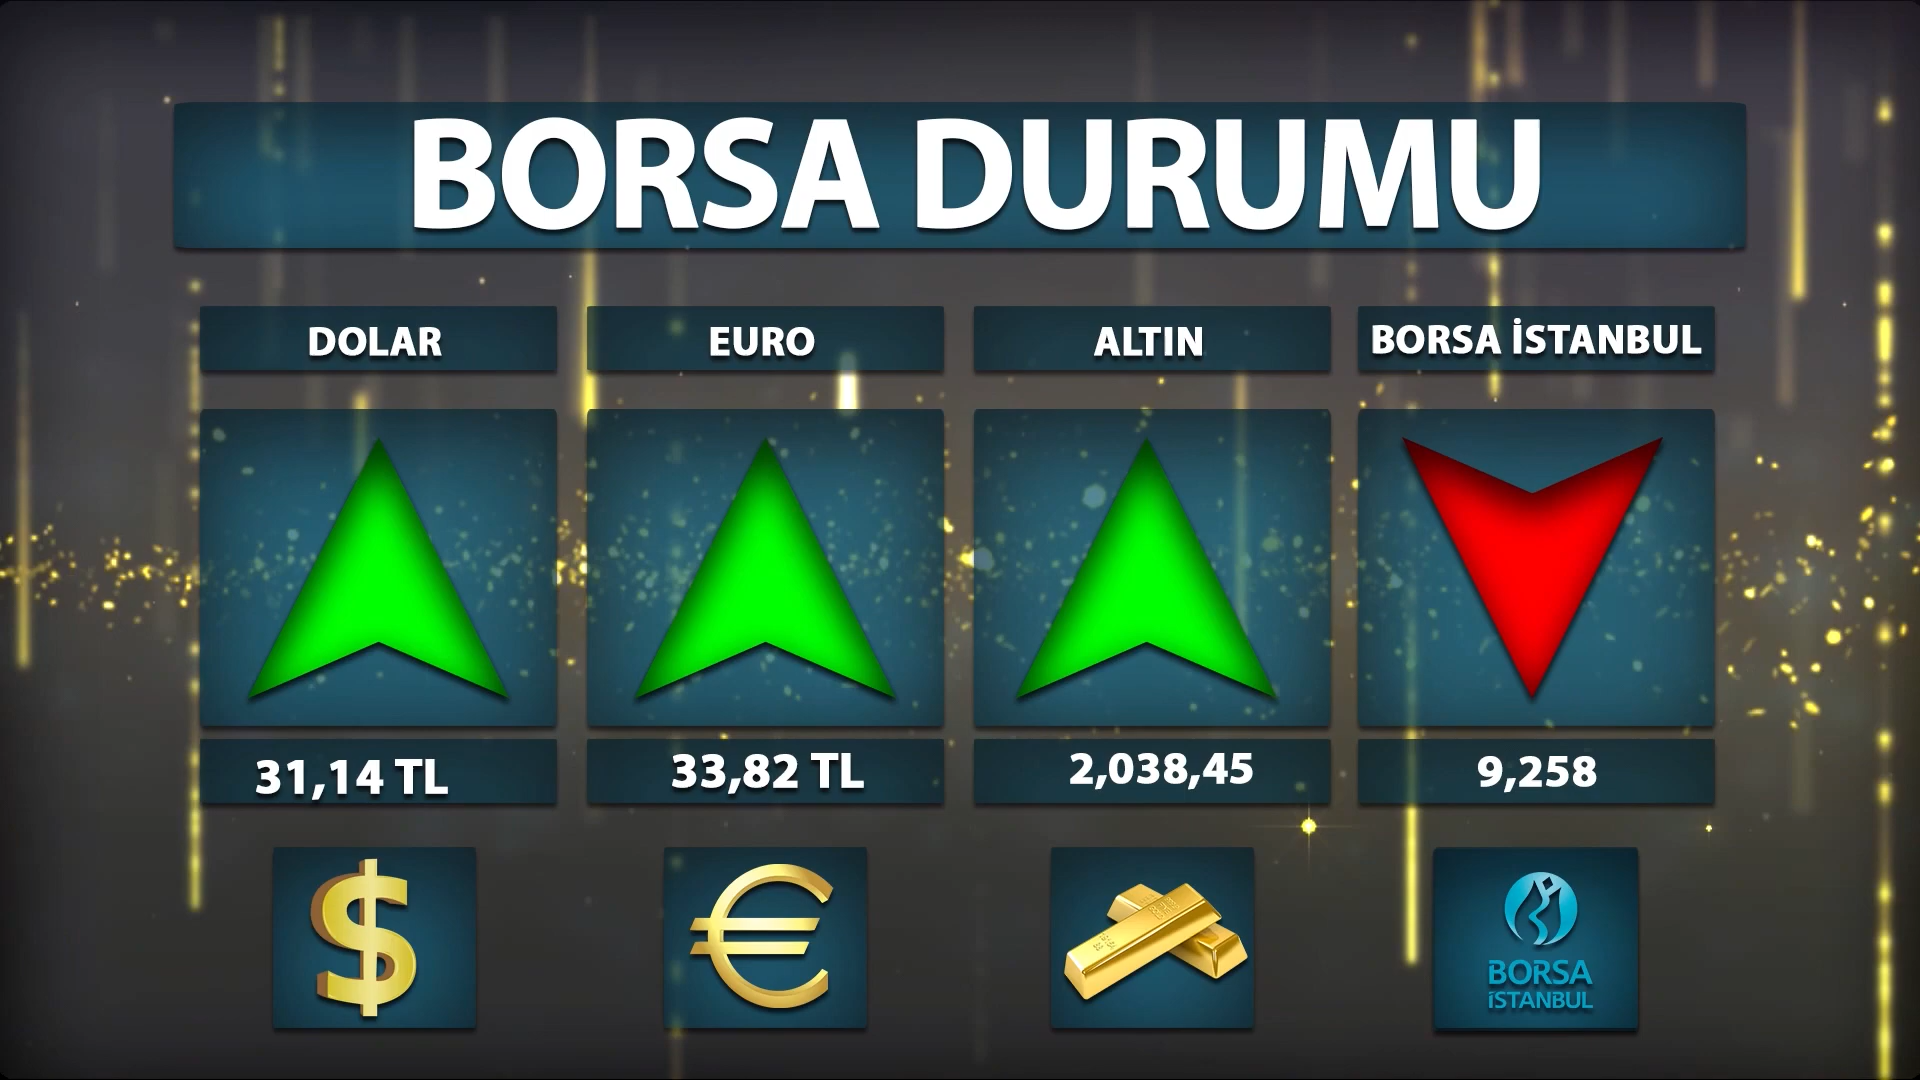 BORSA DURUMU
DOLAR
EURO
ALTIN
BORSA İSTANBUL
31,14 TL
33,82 TL
2,038,45
9,258
$
€
BORSA
İSTANBUL